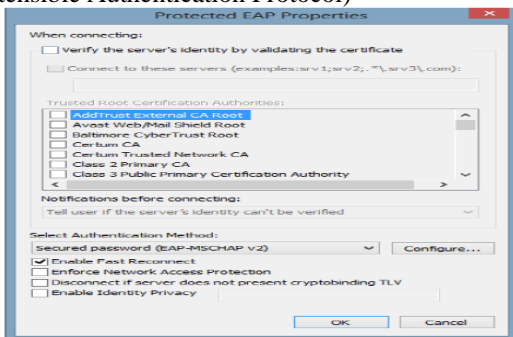 ensible Authentication Protocol)
Protected EAP Properties
When connecting:
Verify the server's identity by validating the certificate
Connect to these servers (examples:srv1;srv2;.*\.srv3\.com):
Trusted Root Certification Authorities:
AddTrust External CA Root
Avast Web/Mail Shield Root
Baltimore CyberTrust Root
Certum CA
Certum Trusted Network CA
Class 2 Primary CA
Class 3 Public Primary Certification Authority
Notifications before connecting:
Tell user if the server's identity can't be verified
Select Authentication Method:
Secured password (EAP-MSCHAP v2) Configure...
Enable Fast Reconnect
Enforce Network Access Protection
Disconnect if server does not present cryptobinding TLV
Enable Identity Privacy
OK Cancel